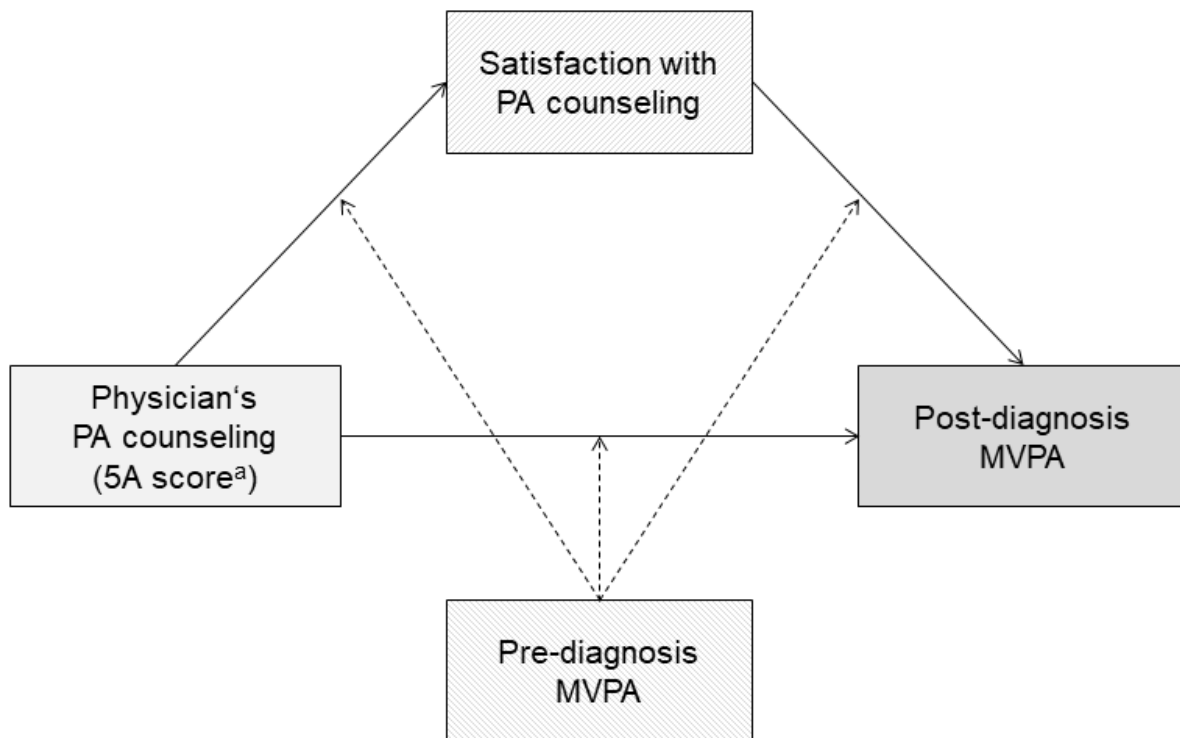 Satisfaction with
PA counseling
Physician‘s
PA counseling
(5A scoreᵃ)
Post-diagnosis
MVPA
Pre-diagnosis
MVPA